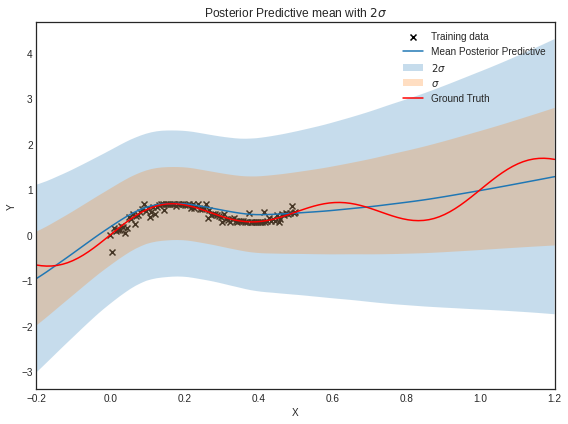 Posterior Predictive mean with 2σ
Training data
Mean Posterior Predictive
2σ
σ
Ground Truth
Y
4
3
2
1
0
−1
−2
−3
−0.2 0.0 0.2 0.4 0.6 0.8 1.0 1.2
X